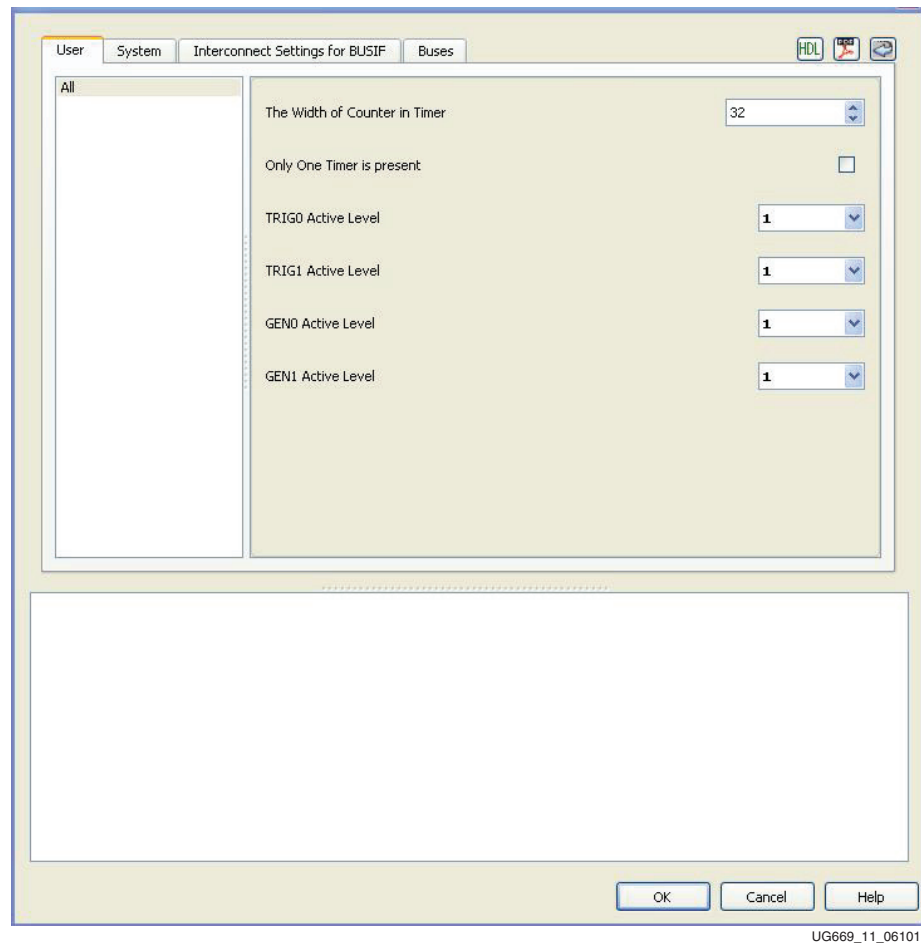 User System Interconnect Settings for BUSIF Buses HDL
All
The Width of Counter in Timer 32
Only One Timer is present
TRIG0 Active Level 1
TRIG1 Active Level 1
GEN0 Active Level 1
GEN1 Active Level 1
OK Cancel Help
UG669_11_06101